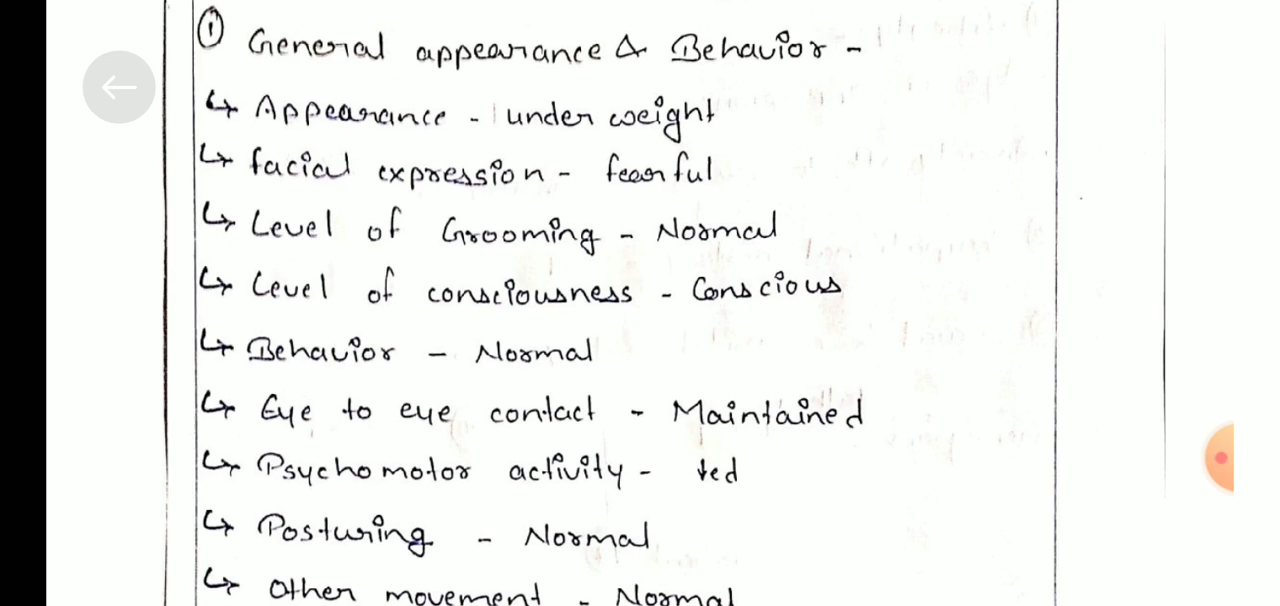 ① General appearance & Behavior -
↳ Appearance - under weight
↳ facial expression - fearful
↳ Level of Grooming - Normal
↳ Level of consciousness - Conscious
↳ Behavior - Normal
↳ Eye to eye contact - Maintained
↳ Psychomotor activity -
↳ Posturing - Normal
↳ Other movement - Normal